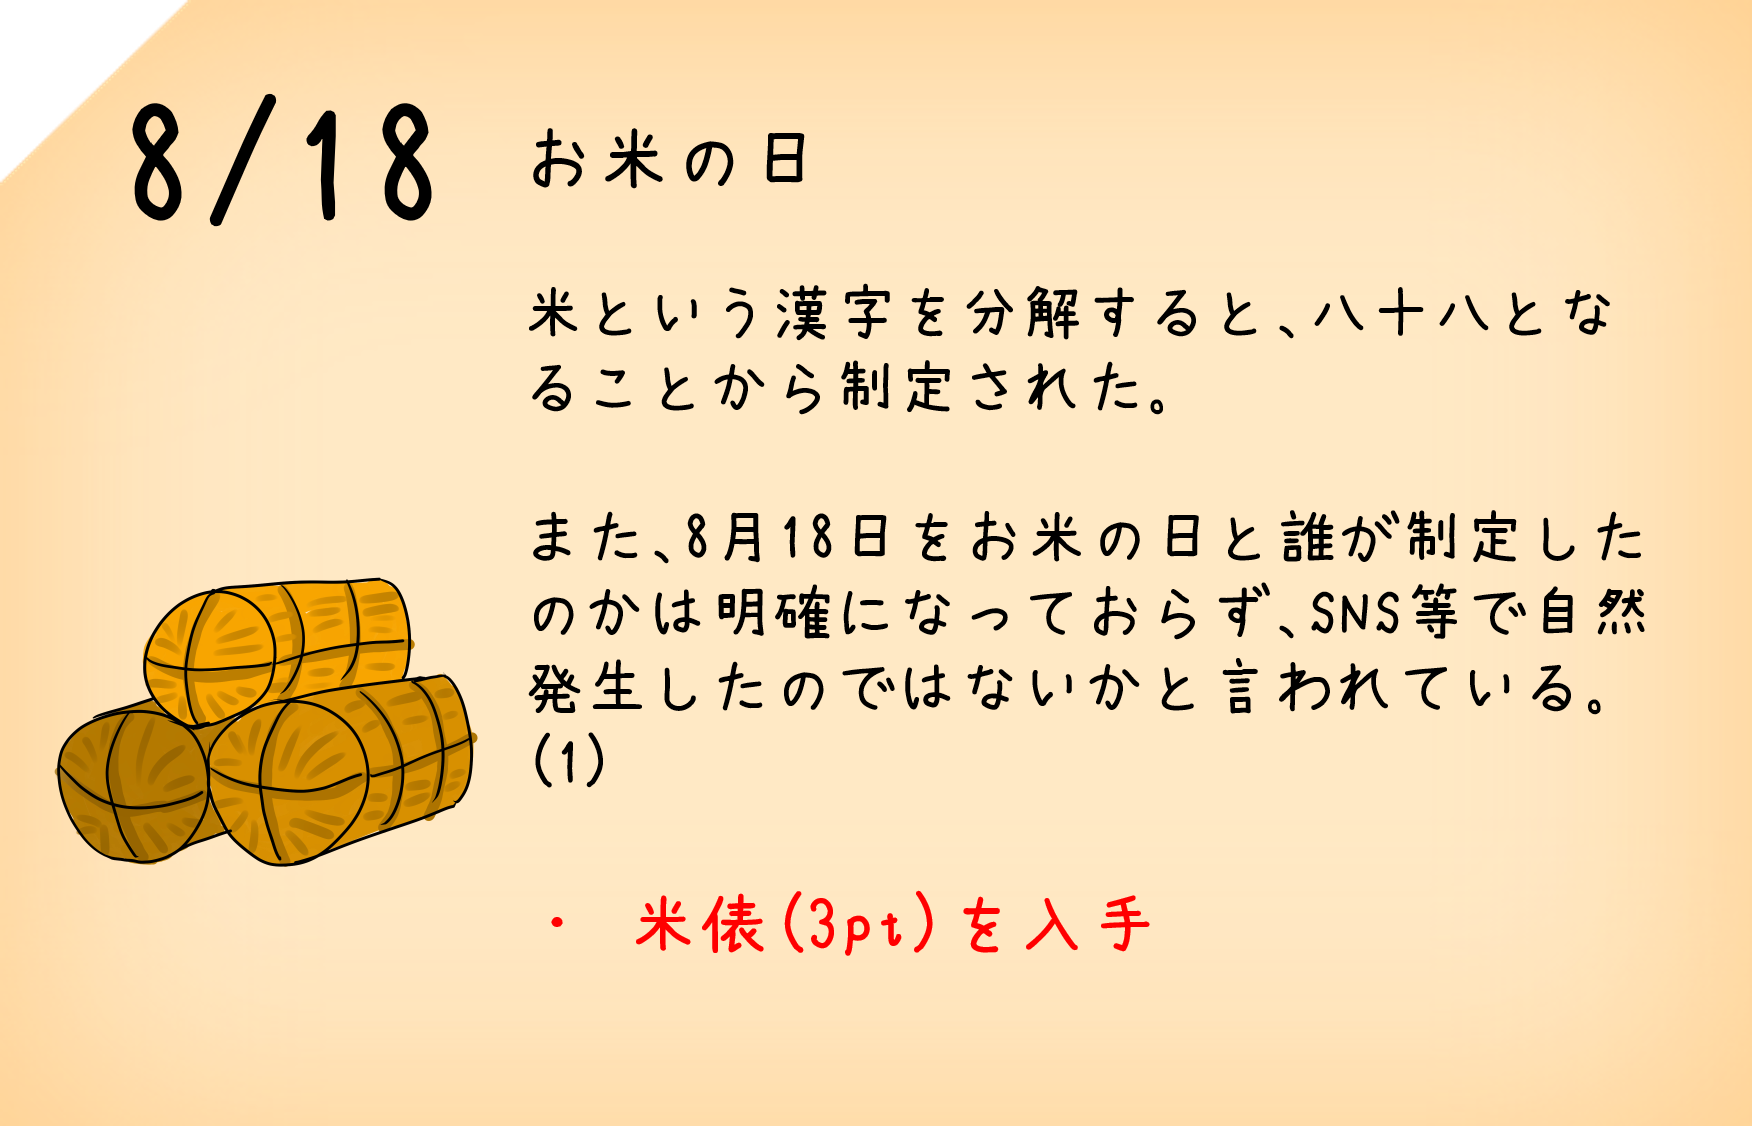 8/18
お米の日
米という漢字を分解すると、八十八とな
ることから制定された。
また、8月18日をお米の日と誰が制定した
のかは明確になっておらず、SNS等で自然
発生したのではないかと言われている。
(1)
・ 米俵(3pt)を入手